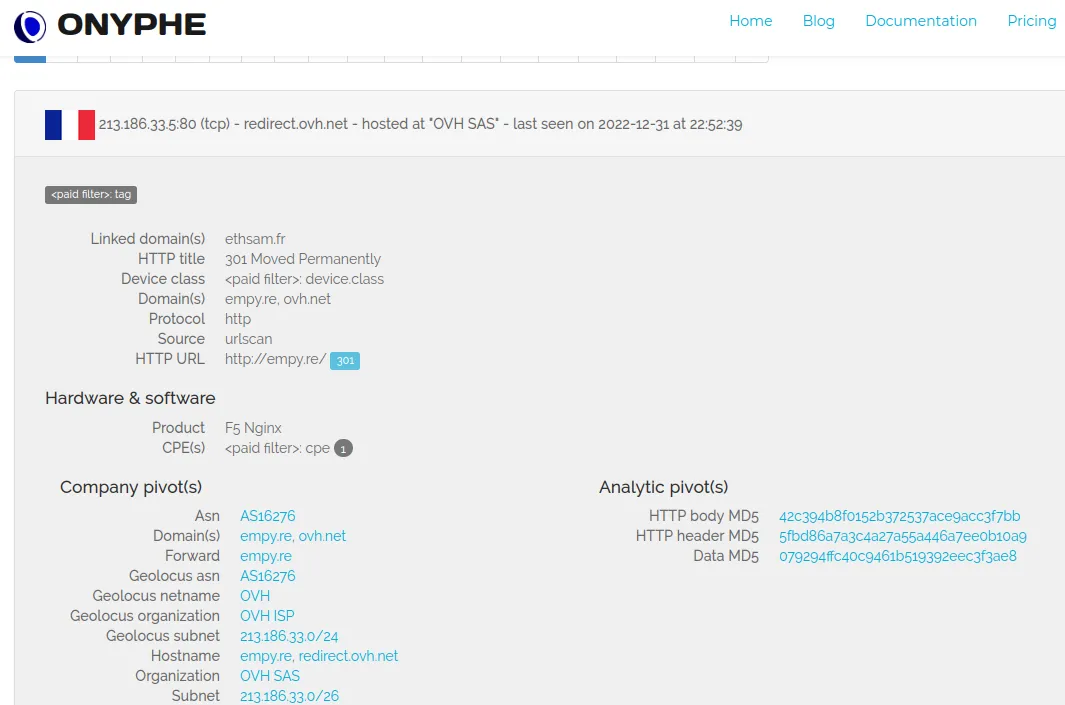 ONYPHE
Home Blog Documentation Pricing
213.186.33.5:80 (tcp) - redirect.ovh.net - hosted at "OVH SAS" - last seen on 2022-12-31 at 22:52:39
<paid filter>: tag
Linked domain(s) ethsam.fr
HTTP title 301 Moved Permanently
Device class <paid filter>: device.class
Domain(s) empy.re, ovh.net
Protocol http
Source urlscan
HTTP URL http://empy.re/ 301
Hardware & software
Product F5 Nginx
CPE(s) <paid filter>: cpe 1
Company pivot(s)
Asn AS16276
Domain(s) empy.re, ovh.net
Forward empy.re
Geolocus asn AS16276
Geolocus netname OVH
Geolocus organization OVH ISP
Geolocus subnet 213.186.33.0/24
Hostname empy.re, redirect.ovh.net
Organization OVH SAS
Subnet 213.186.33.0/26
Analytic pivot(s)
HTTP body MD5 42c394b8f0152b372537ace9acc3f7bb
HTTP header MD5 5fbd86a7a3c4a27a55a446a7ee0b10a9
Data MD5 079294ffc40c9461b519392eec3f3ae8